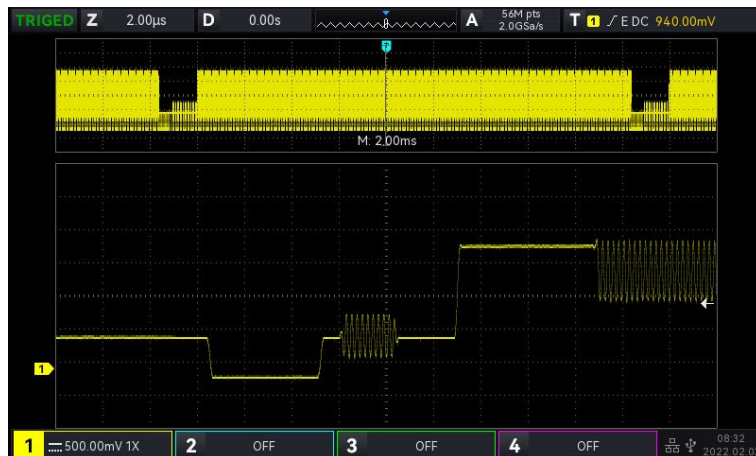 TRIGED Z 2.00μs D 0.00s A 56M pts 2.0GSa/s T 1 E DC 940.00mV
T
M: 2.00ms
1
1 500.00mV 1X 2 OFF 3 OFF 4 OFF 08:32